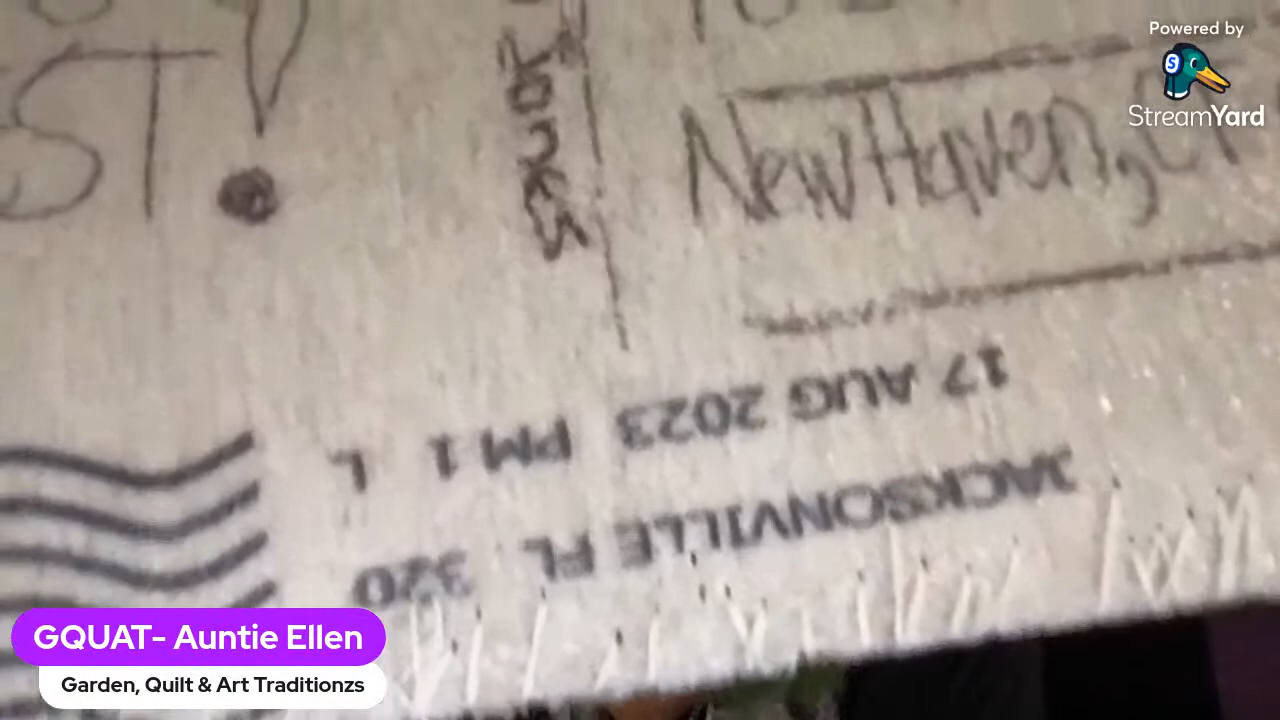 Powered by
StreamYard
ST!
New Haven, CT
17 AUG 2023 PM 1 L
JACKSONVILLE FL 320
GQUAT- Auntie Ellen
Garden, Quilt & Art Traditionzs